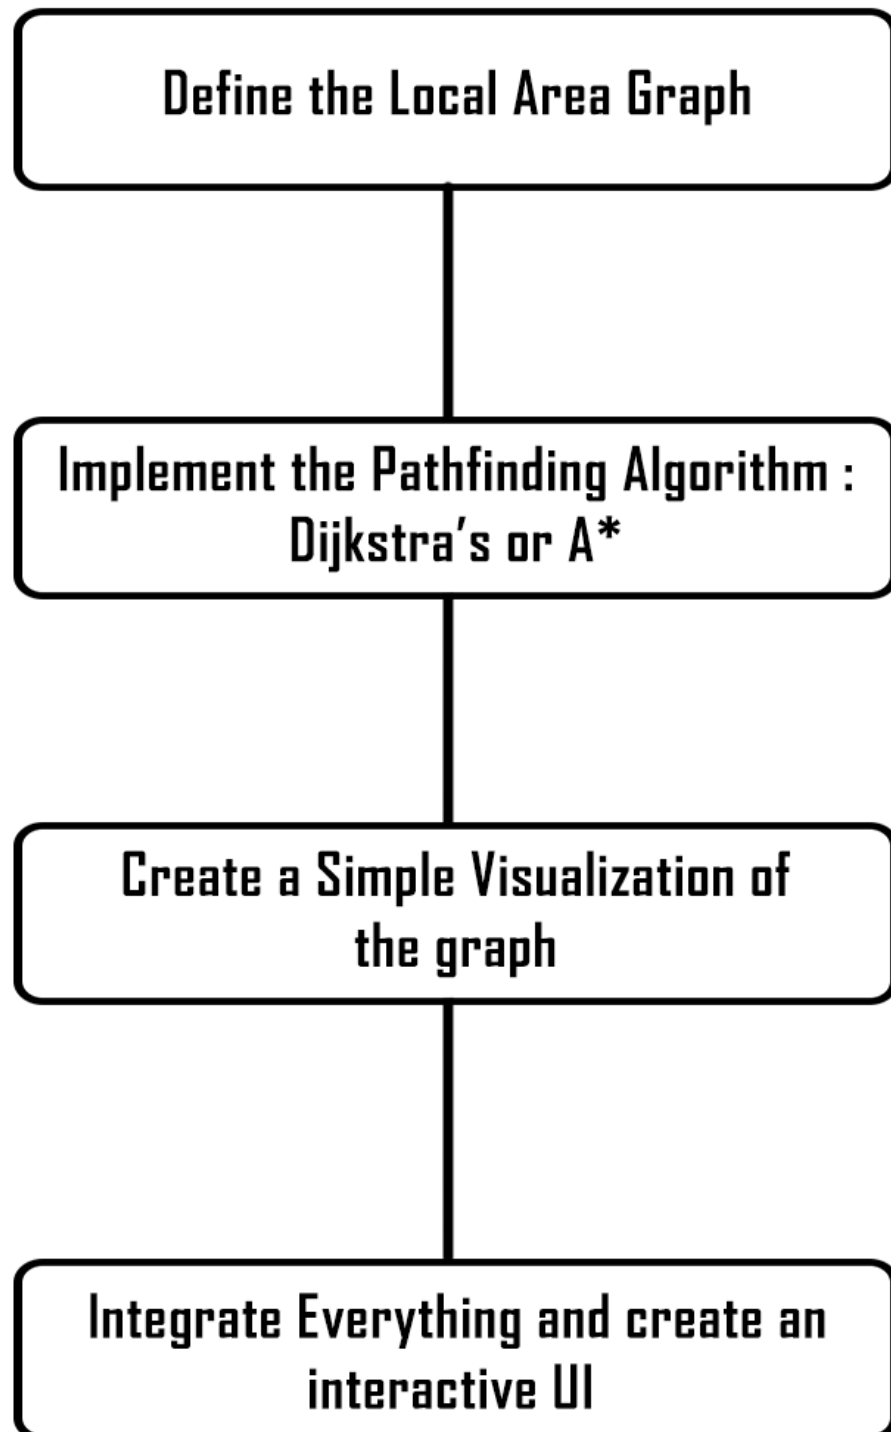 Define the Local Area Graph
Implement the Pathfinding Algorithm :
Dijkstra's or A*
Create a Simple Visualization of
the graph
Integrate Everything and create an
interactive UI